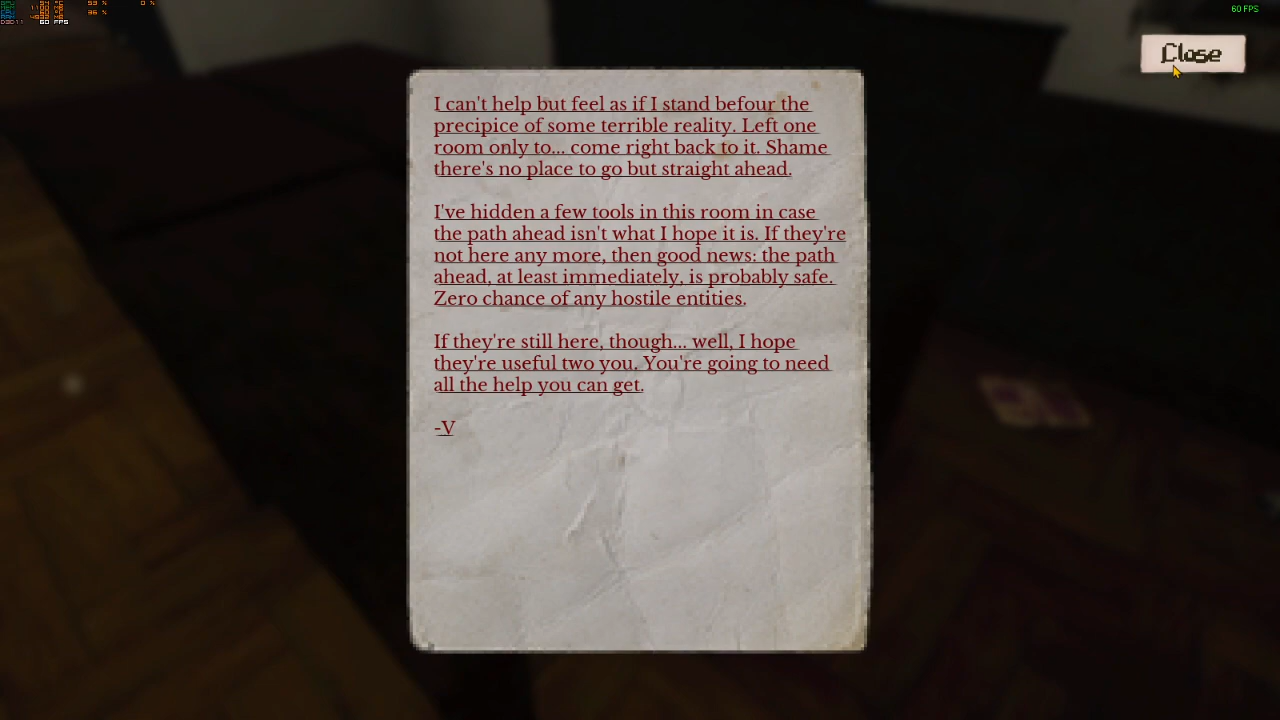 60 FPS
Close
I can't help but feel as if I stand befour the
precipice of some terrible reality. Left one
room only to... come right back to it. Shame
there's no place to go but straight ahead.
I've hidden a few tools in this room in case
the path ahead isn't what I hope it is. If they're
not here any more, then good news: the path
ahead, at least immediately, is probably safe.
Zero chance of any hostile entities.
If they're still here, though... well, I hope
they're useful two you. You're going to need
all the help you can get.
-V